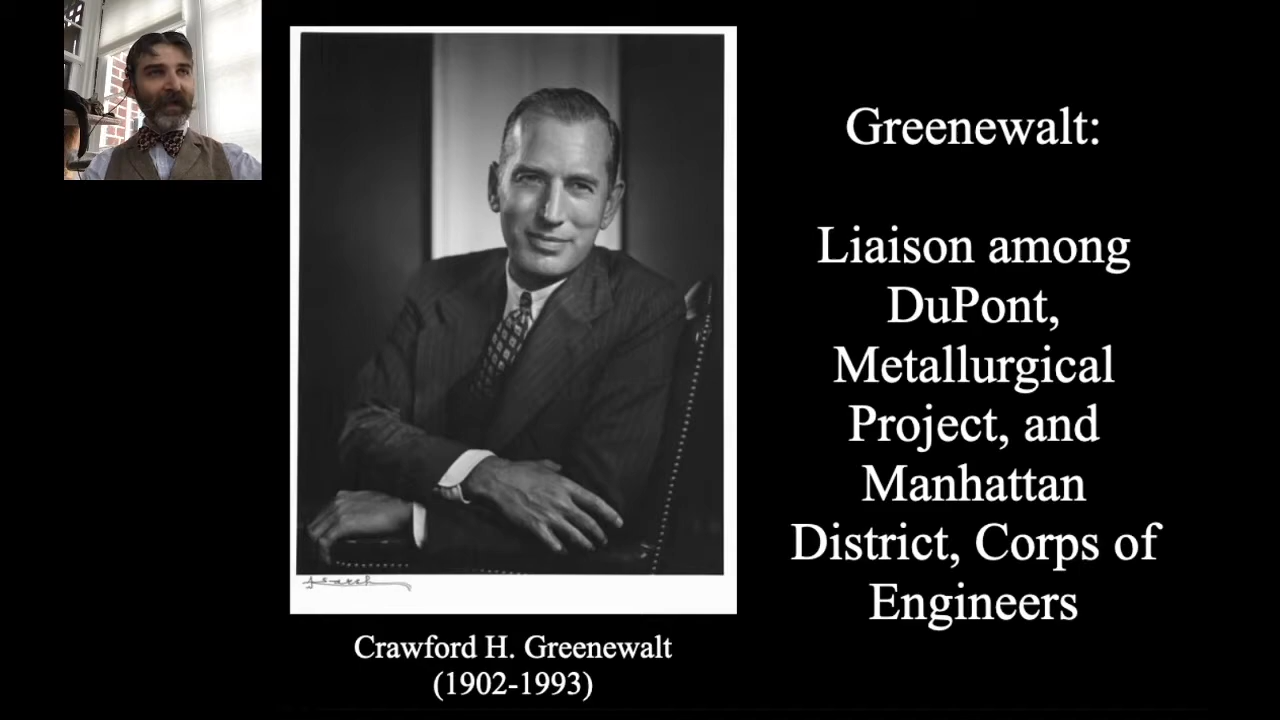 Greenewalt:
Liaison among
DuPont,
Metallurgical
Project, and
Manhattan
District, Corps of
Engineers
Crawford H. Greenewalt
(1902-1993)